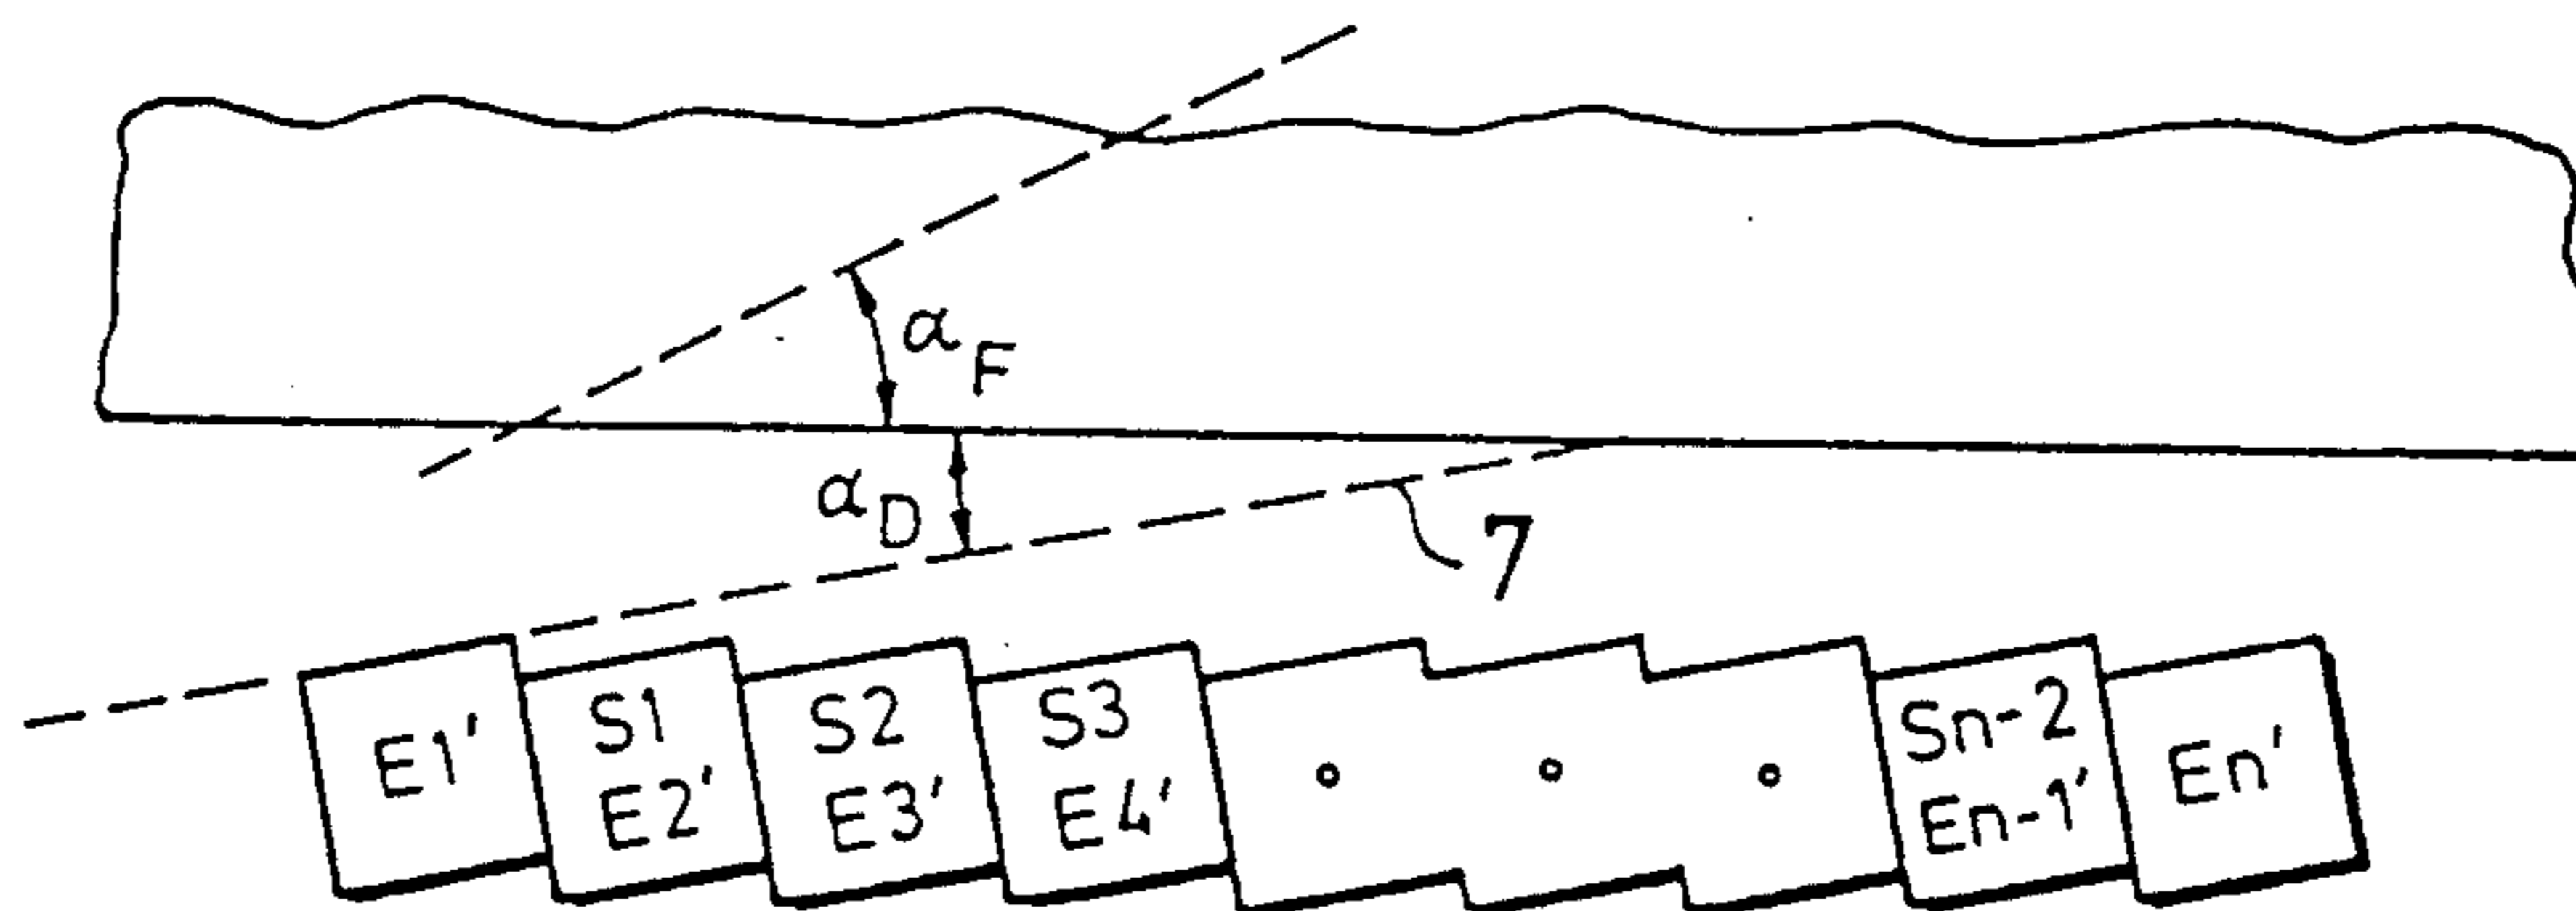 α_F
α_D
7
E1'
S1
E2'
S2
E3'
S3
E4'
Sn-2
En-1'
En'